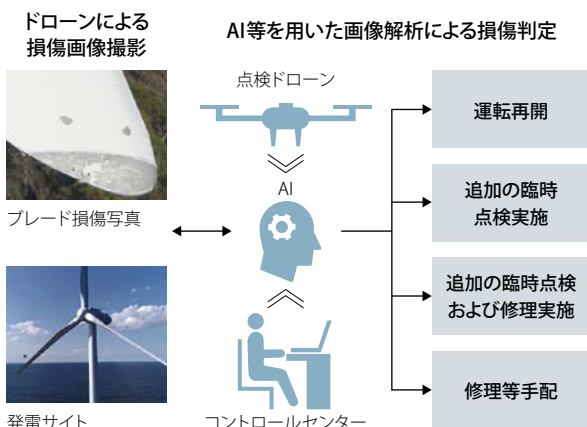 ドローンによる
損傷画像撮影
AI等を用いた画像解析による損傷判定
ブレード損傷写真
発電サイト
点検ドローン
AI
コントロールセンター
運転再開
追加の臨時
点検実施
追加の臨時点検
および修理実施
修理等手配